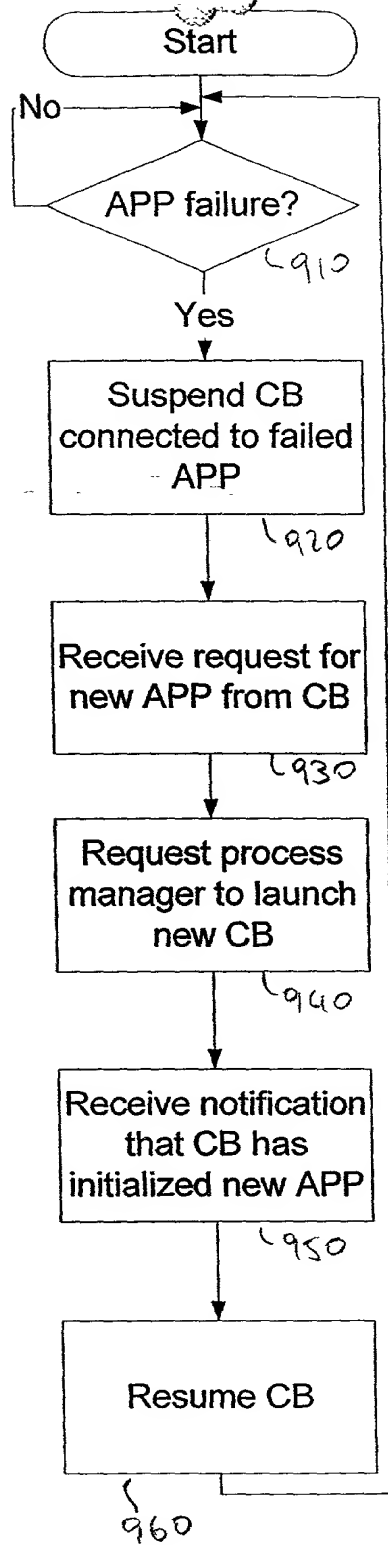 Start
No
APP failure?
910
Yes
Suspend CB
connected to failed
APP
920
Receive request for
new APP from CB
930
Request process
manager to launch
new CB
940
Receive notification
that CB has
initialized new APP
950
Resume CB
960